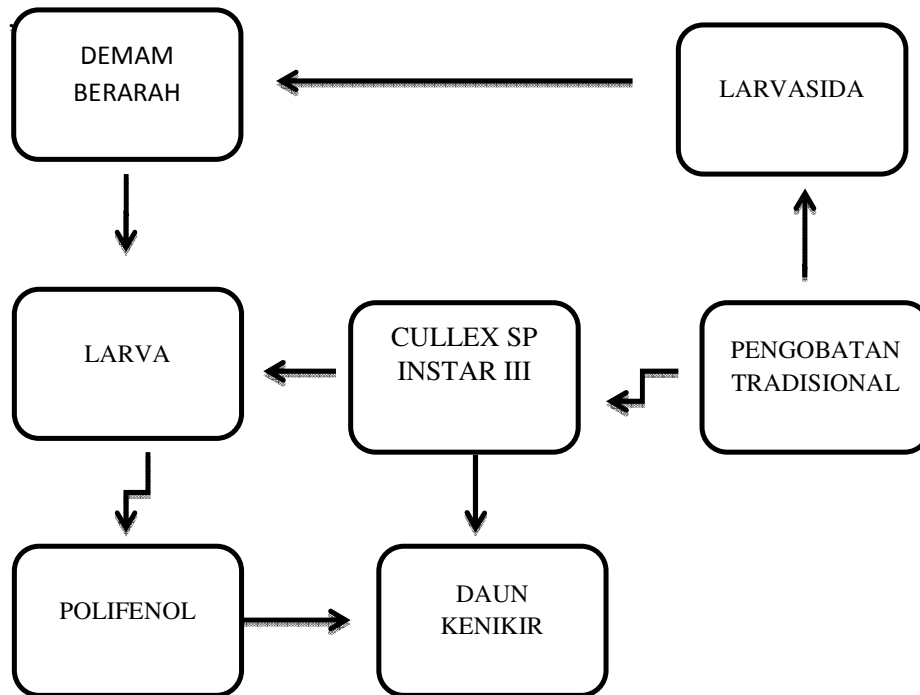 DEMAM
BERARAH
LARVASIDA
LARVA
CULLEX SP
INSTAR III
PENGOBATAN
TRADISIONAL
POLIFENOL
DAUN
KENIKIR